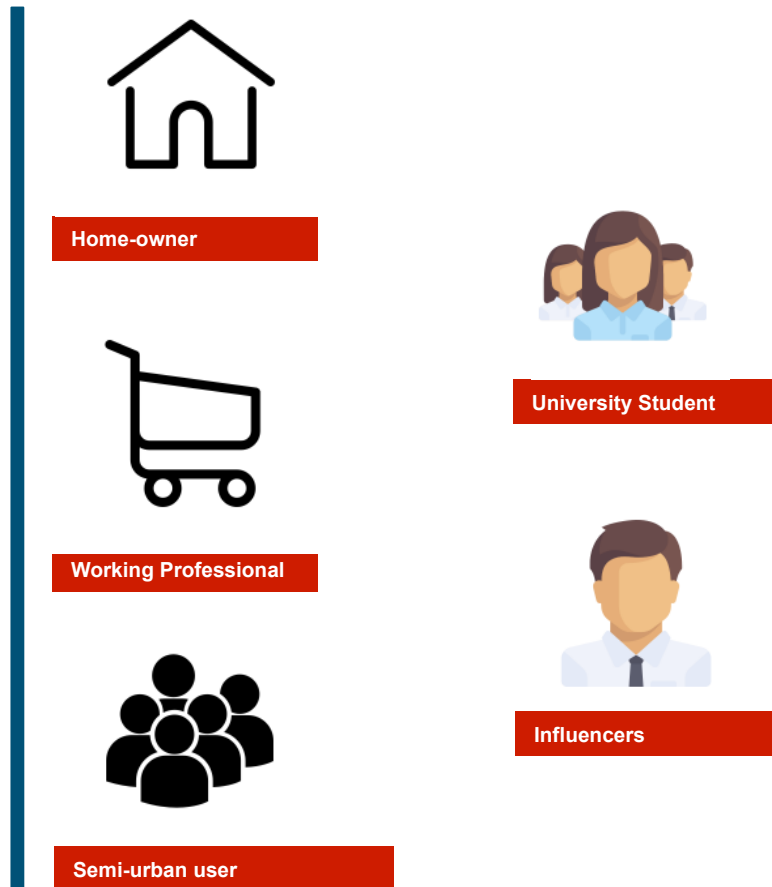 Home-owner
University Student
Working Professional
Influencers
Semi-urban user